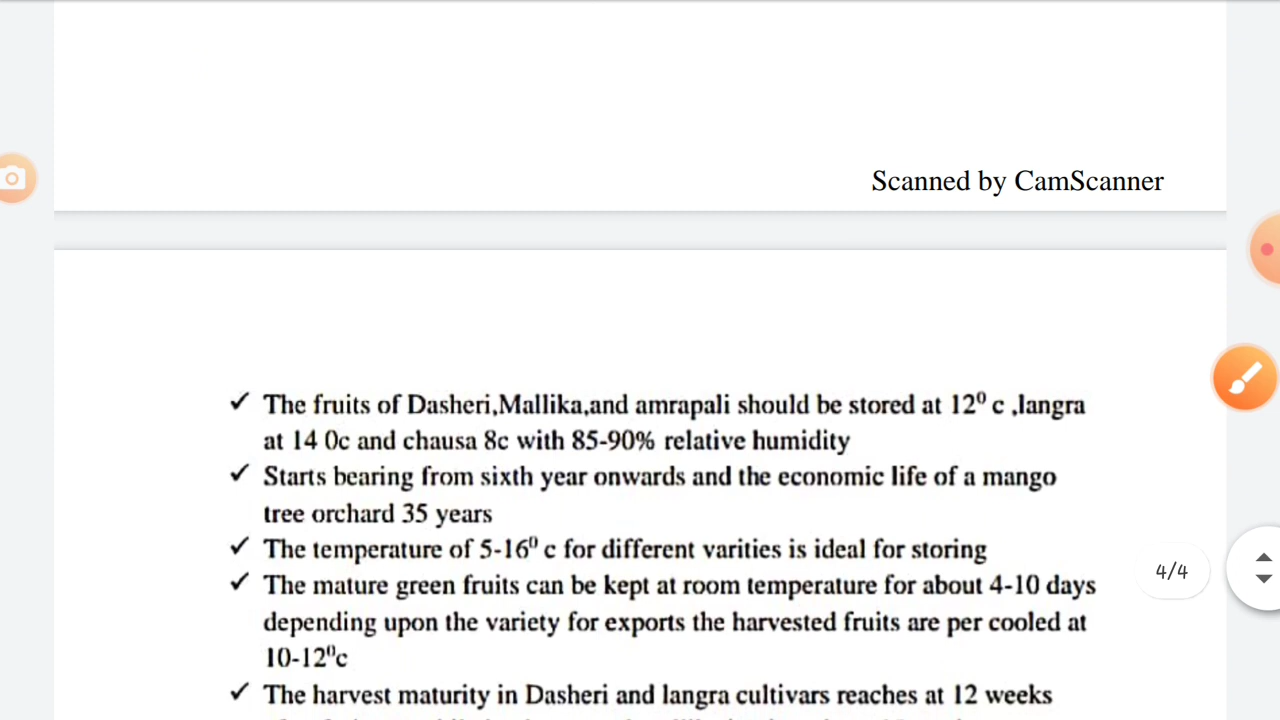 Scanned by CamScanner
✓ The fruits of Dasheri,Mallika,and amrapali should be stored at 12⁰ c ,langra
at 14 0c and chausa 8c with 85-90% relative humidity
✓ Starts bearing from sixth year onwards and the economic life of a mango
tree orchard 35 years
✓ The temperature of 5-16⁰ c for different varities is ideal for storing
4/4
✓ The mature green fruits can be kept at room temperature for about 4-10 days
depending upon the variety for exports the harvested fruits are per cooled at
10-12⁰c
✓ The harvest maturity in Dasheri and langra cultivars reaches at 12 weeks